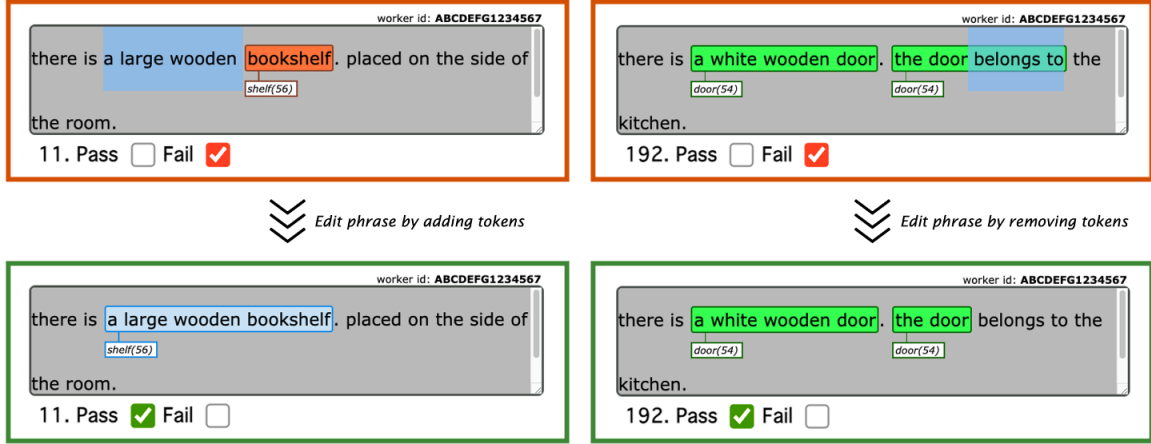 worker id: ABCDEFG1234567
there is a large wooden bookshelf. placed on the side of
shelf(56)
the room.
11. Pass Fail
Edit phrase by adding tokens
worker id: ABCDEFG1234567
there is a large wooden bookshelf. placed on the side of
shelf(56)
the room.
11. Pass Fail
worker id: ABCDEFG1234567
there is a white wooden door. the door belongs to the
door(54) door(54)
kitchen.
192. Pass Fail
Edit phrase by removing tokens
worker id: ABCDEFG1234567
there is a white wooden door. the door belongs to the
door(54) door(54)
kitchen.
192. Pass Fail